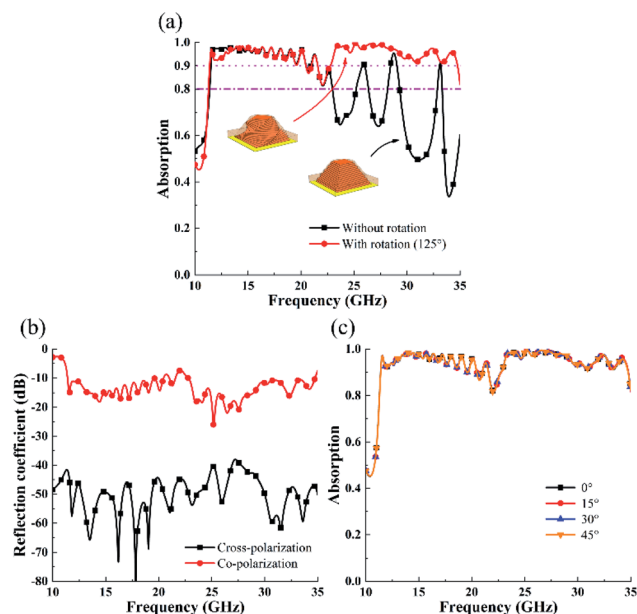 (a)
1.0
0.9
0.8
0.6
0.4
0.2
0.0
Absorption
Without rotation
With rotation (125°)
10 15 20 25 30 35
Frequency (GHz)
(b)
0
-10
-20
-30
-40
-50
-60
-70
-80
Reflection coefficient (dB)
Cross-polarization
Co-polarization
10 15 20 25 30 35
Frequency (GHz)
(c)
1.0
0.8
0.6
0.4
0.2
0.0
Absorption
0°
15°
30°
45°
10 15 20 25 30 35
Frequency (GHz)